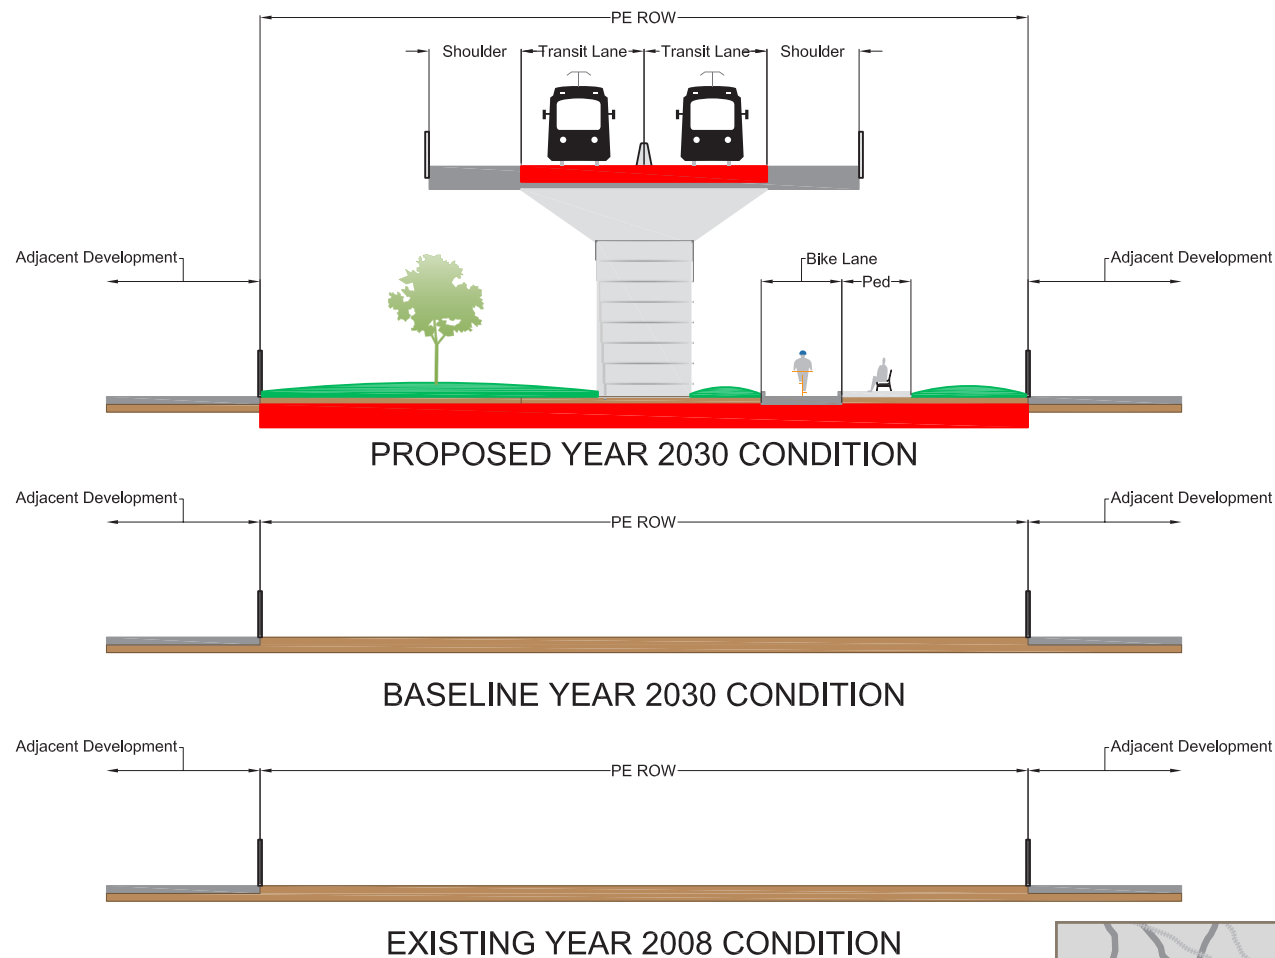 PE ROW
Shoulder
Transit Lane
Transit Lane
Shoulder
Adjacent Development
Bike Lane
Adjacent Development
Ped
PROPOSED YEAR 2030 CONDITION
Adjacent Development
Adjacent Development
PE ROW
BASELINE YEAR 2030 CONDITION
Adjacent Development
Adjacent Development
PE ROW
EXISTING YEAR 2008 CONDITION